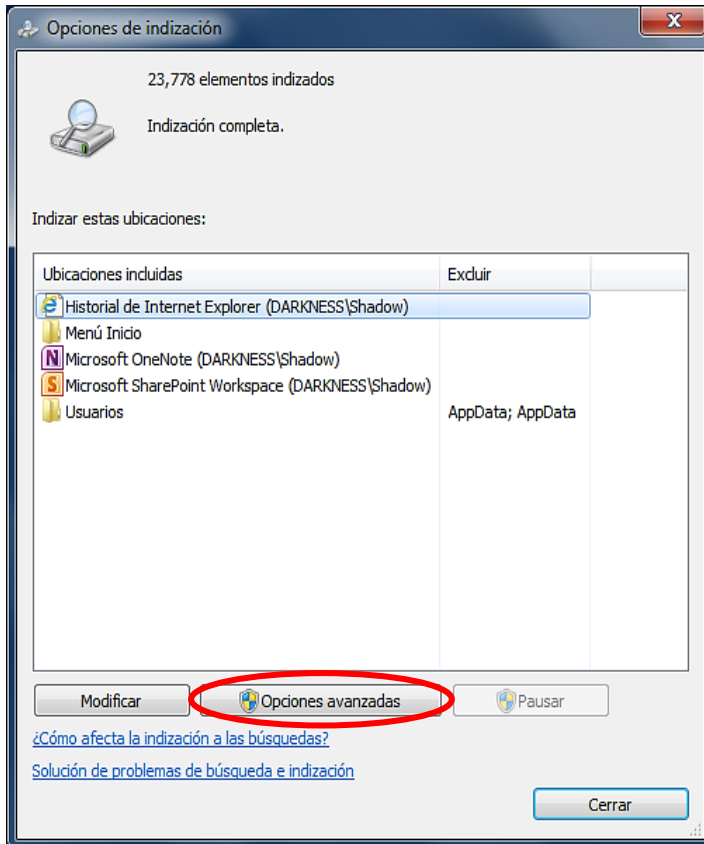 Opciones de indización
23,778 elementos indizados
Indización completa.
Indizar estas ubicaciones:
Ubicaciones incluidas Excluir
Historial de Internet Explorer (DARKNESS\Shadow)
Menú Inicio
Microsoft OneNote (DARKNESS\Shadow)
Microsoft SharePoint Workspace (DARKNESS\Shadow)
Usuarios AppData; AppData
Modificar Opciones avanzadas Pausar
¿Cómo afecta la indización a las búsquedas?
Solución de problemas de búsqueda e indización
Cerrar